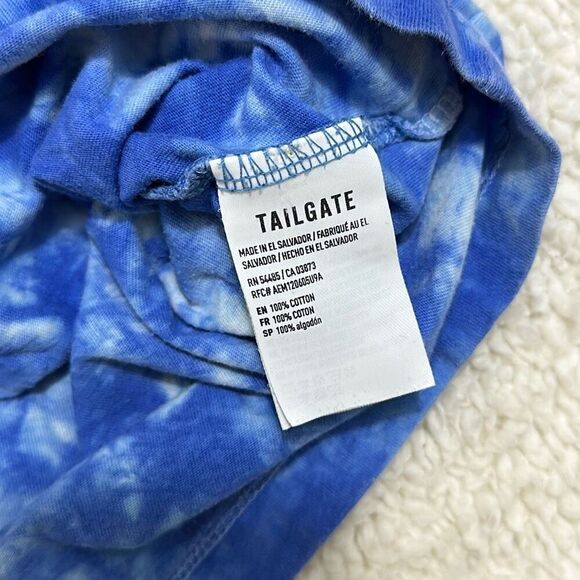 TAILGATE
MADE IN EL SALVADOR / FABRIQUÉ AU EL
SALVADOR / HECHO EN EL SALVADOR
RN 54485 / CA 03873
RFC# AEM120605U9A
EN 100% COTTON
FR 100% COTON
SP 100% algodón